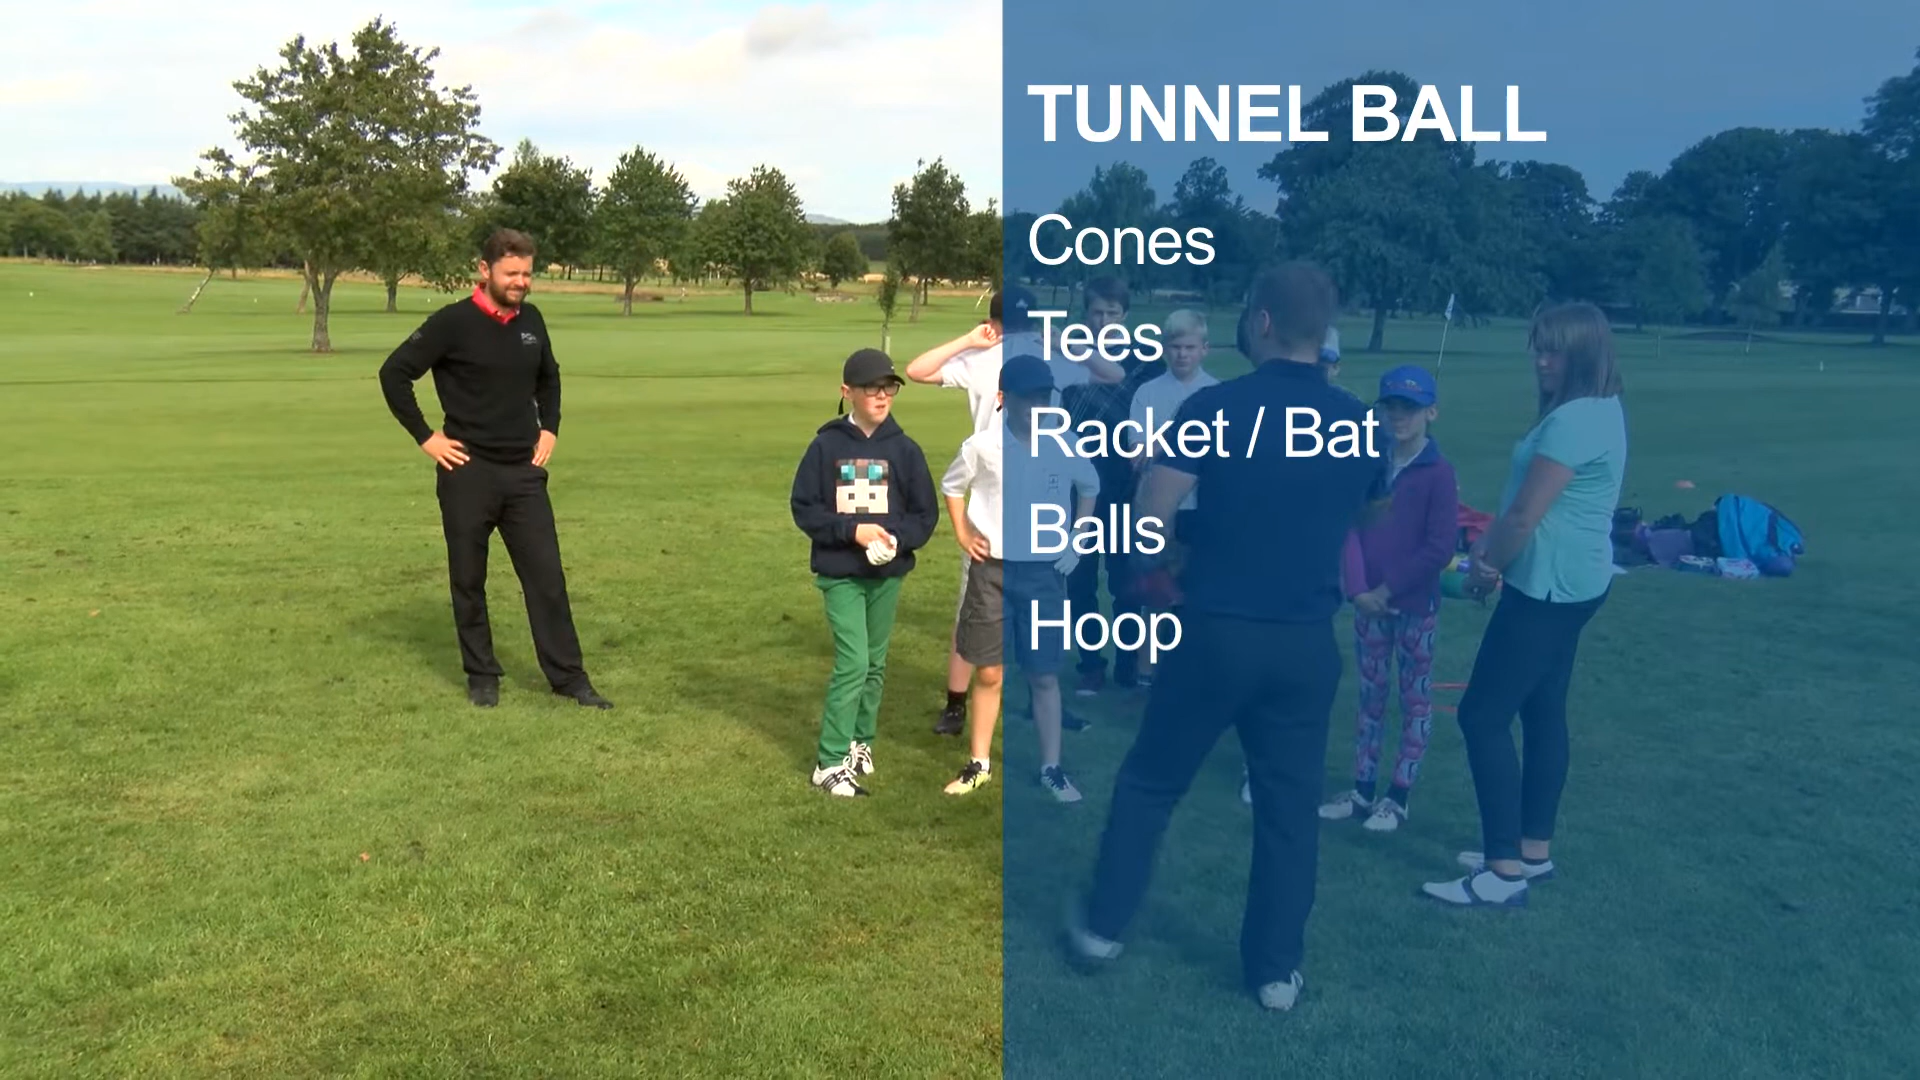 TUNNEL BALL
Cones
Tees
Racket / Bat
Balls
Hoop